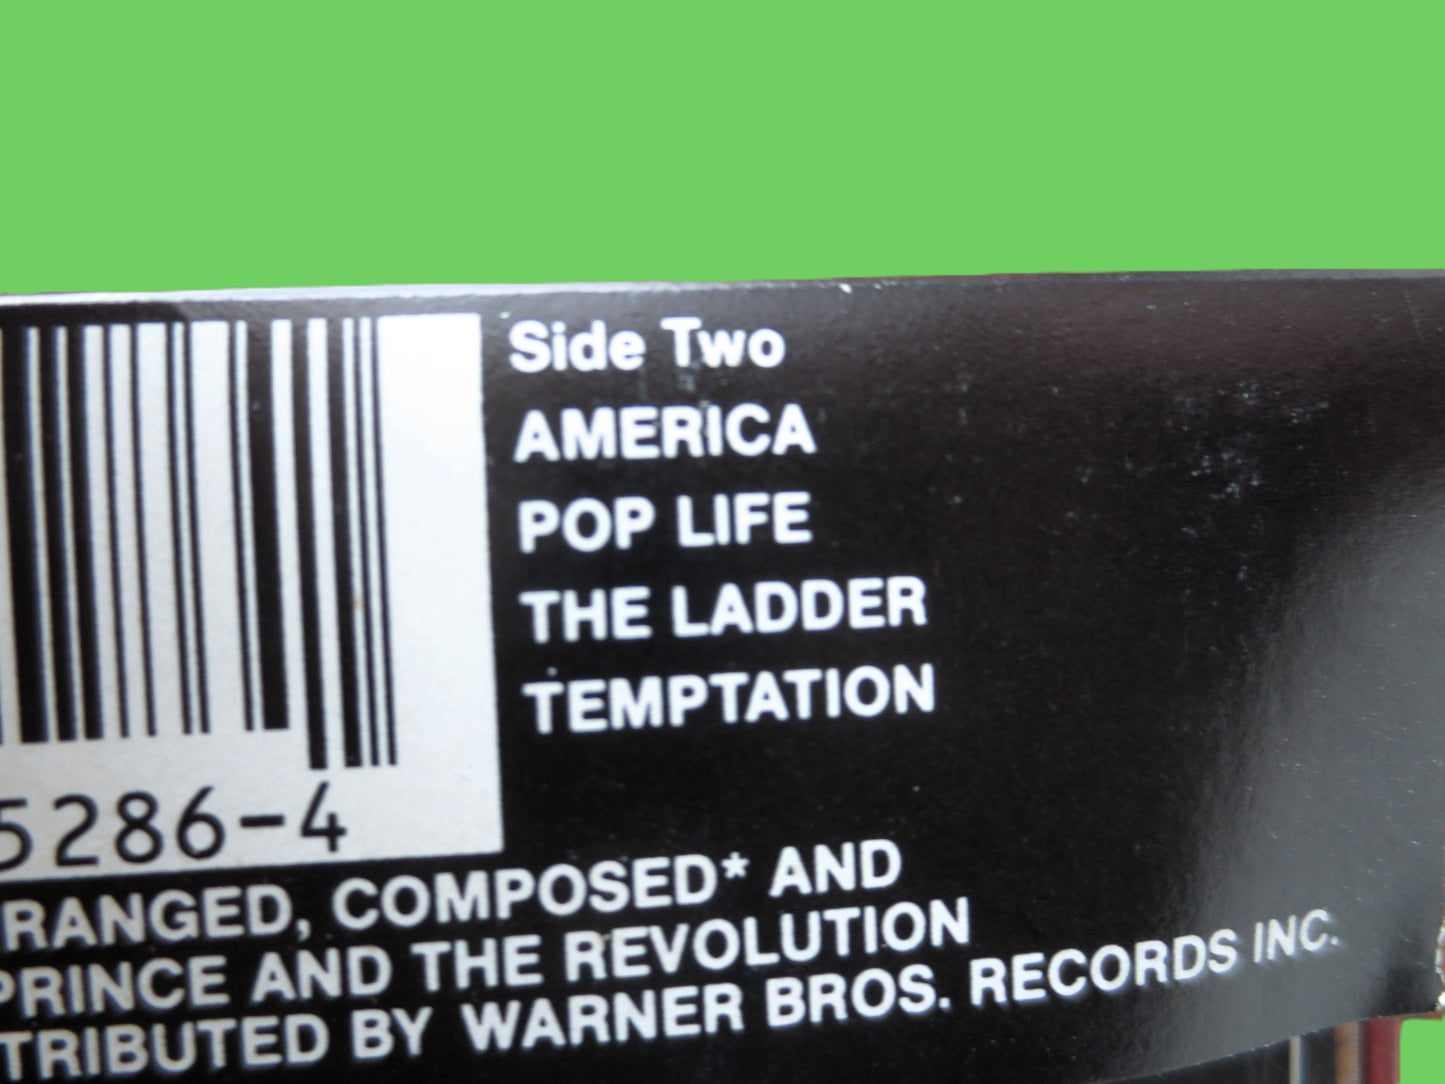 Side Two
AMERICA
POP LIFE
THE LADDER
TEMPTATION
5286-4
RANGED, COMPOSED* AND
PRINCE AND THE REVOLUTION
TRIBUTED BY WARNER BROS. RECORDS INC.